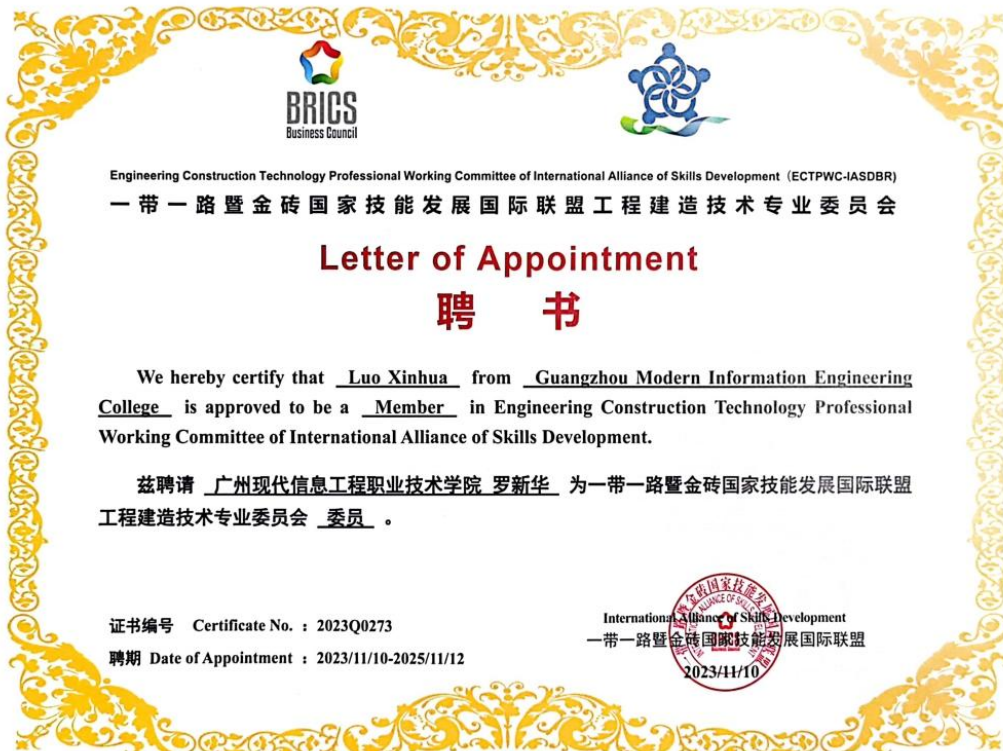 BRICS
Business Council
Engineering Construction Technology Professional Working Committee of International Alliance of Skills Development (ECTPWC-IASDBR)
一带一路暨金砖国家技能发展国际联盟工程建造技术专业委员会
Letter of Appointment
聘 书
We hereby certify that Luo Xinhua from Guangzhou Modern Information Engineering
College is approved to be a Member in Engineering Construction Technology Professional
Working Committee of International Alliance of Skills Development.
兹聘请 广州现代信息工程职业技术学院 罗新华 为一带一路暨金砖国家技能发展国际联盟
工程建造技术专业委员会 委员 。
证书编号 Certificate No. : 2023Q0273
聘期 Date of Appointment : 2023/11/10-2025/11/12
International Alliance of Skills Development
一带一路暨金砖国家技能发展国际联盟
2023/11/10